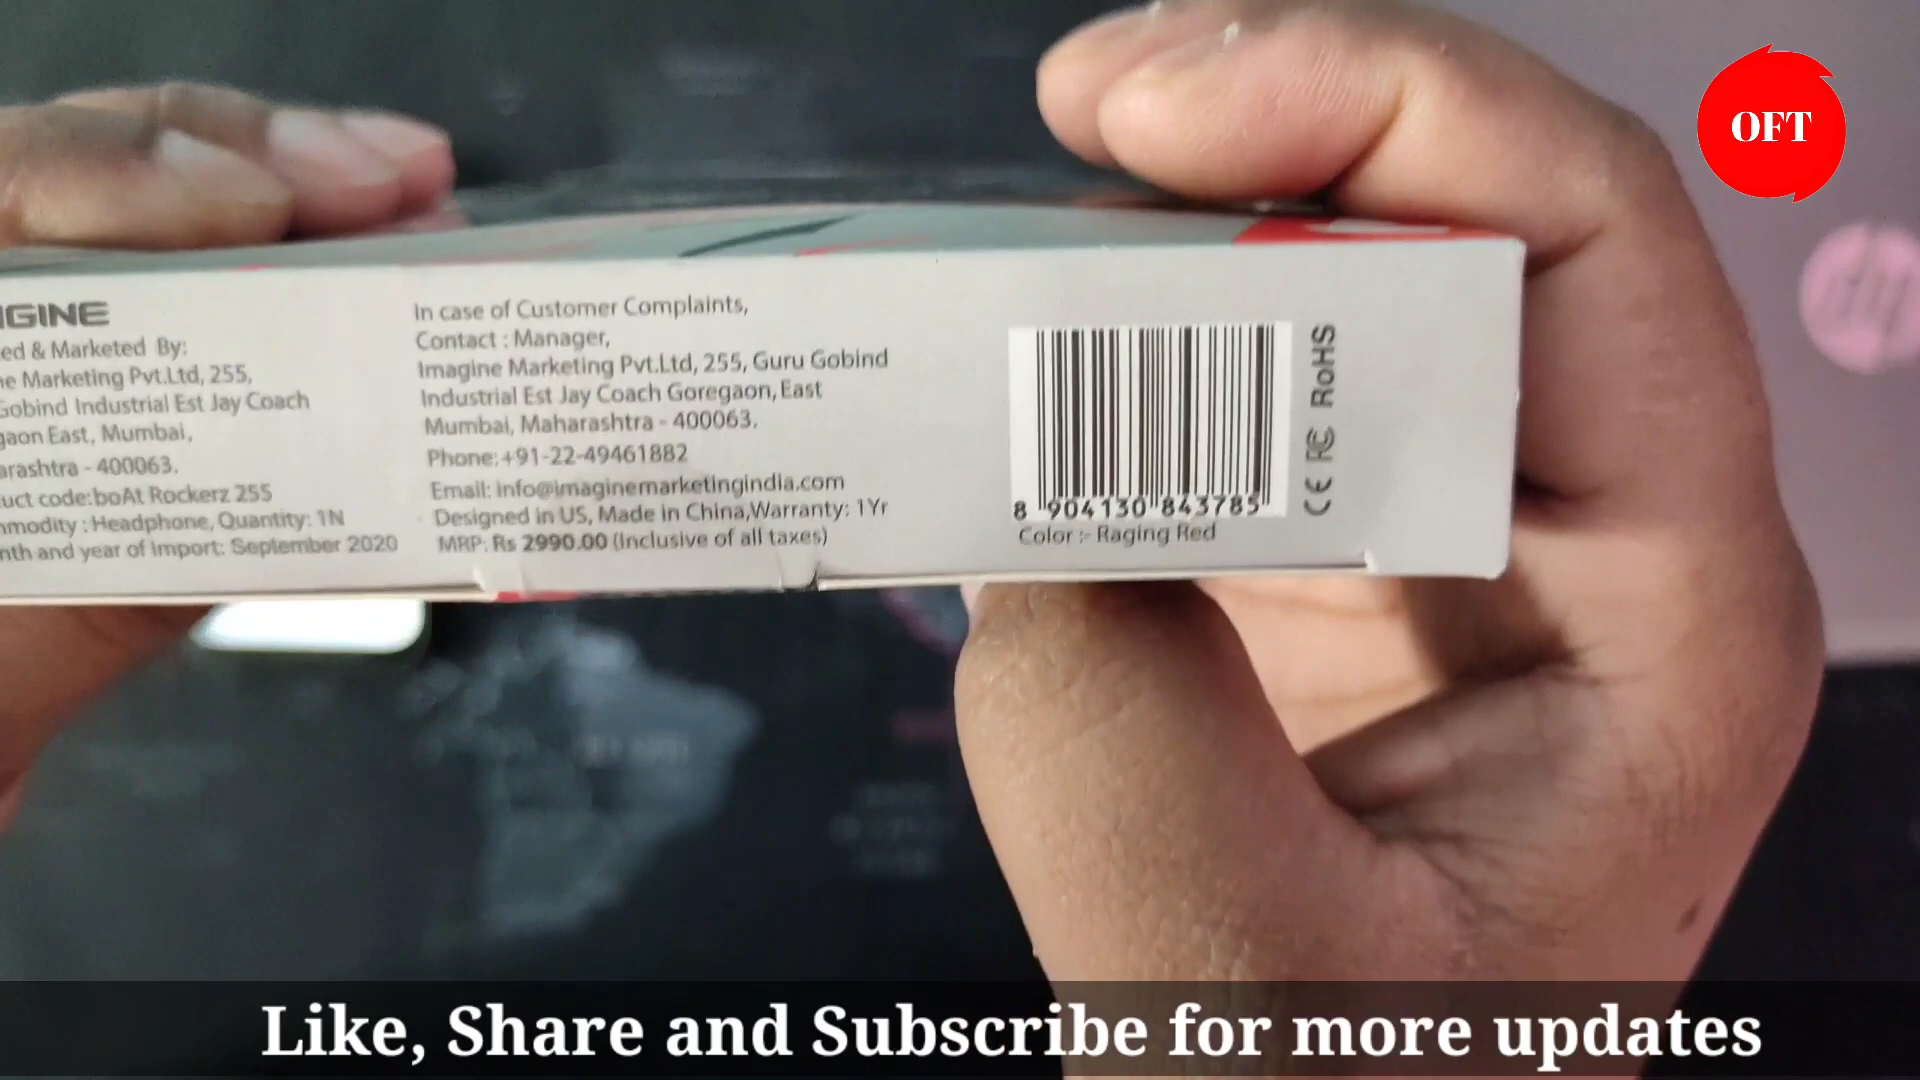 OFT
IGINE
ed & Marketed By:
ne Marketing Pvt.Ltd, 255,
Gobind Industrial Est Jay Coach
gaon East, Mumbai,
arashtra - 400063.
uct code:boAt Rockerz 255
mmodity : Headphone, Quantity: 1N
nth and year of Import: September 2020
In case of Customer Complaints,
Contact : Manager,
Imagine Marketing Pvt.Ltd, 255, Guru Gobind
Industrial Est Jay Coach Goregaon, East
Mumbai, Maharashtra - 400063.
Phone:+91-22-49461882
Email: info@imaginemarketingindia.com
Designed in US, Made in China,Warranty: 1Yr
MRP: Rs 2990.00 (Inclusive of all taxes)
8 904130 843785
Color :- Raging Red
CE FC RoHS
hp
Like, Share and Subscribe for more updates